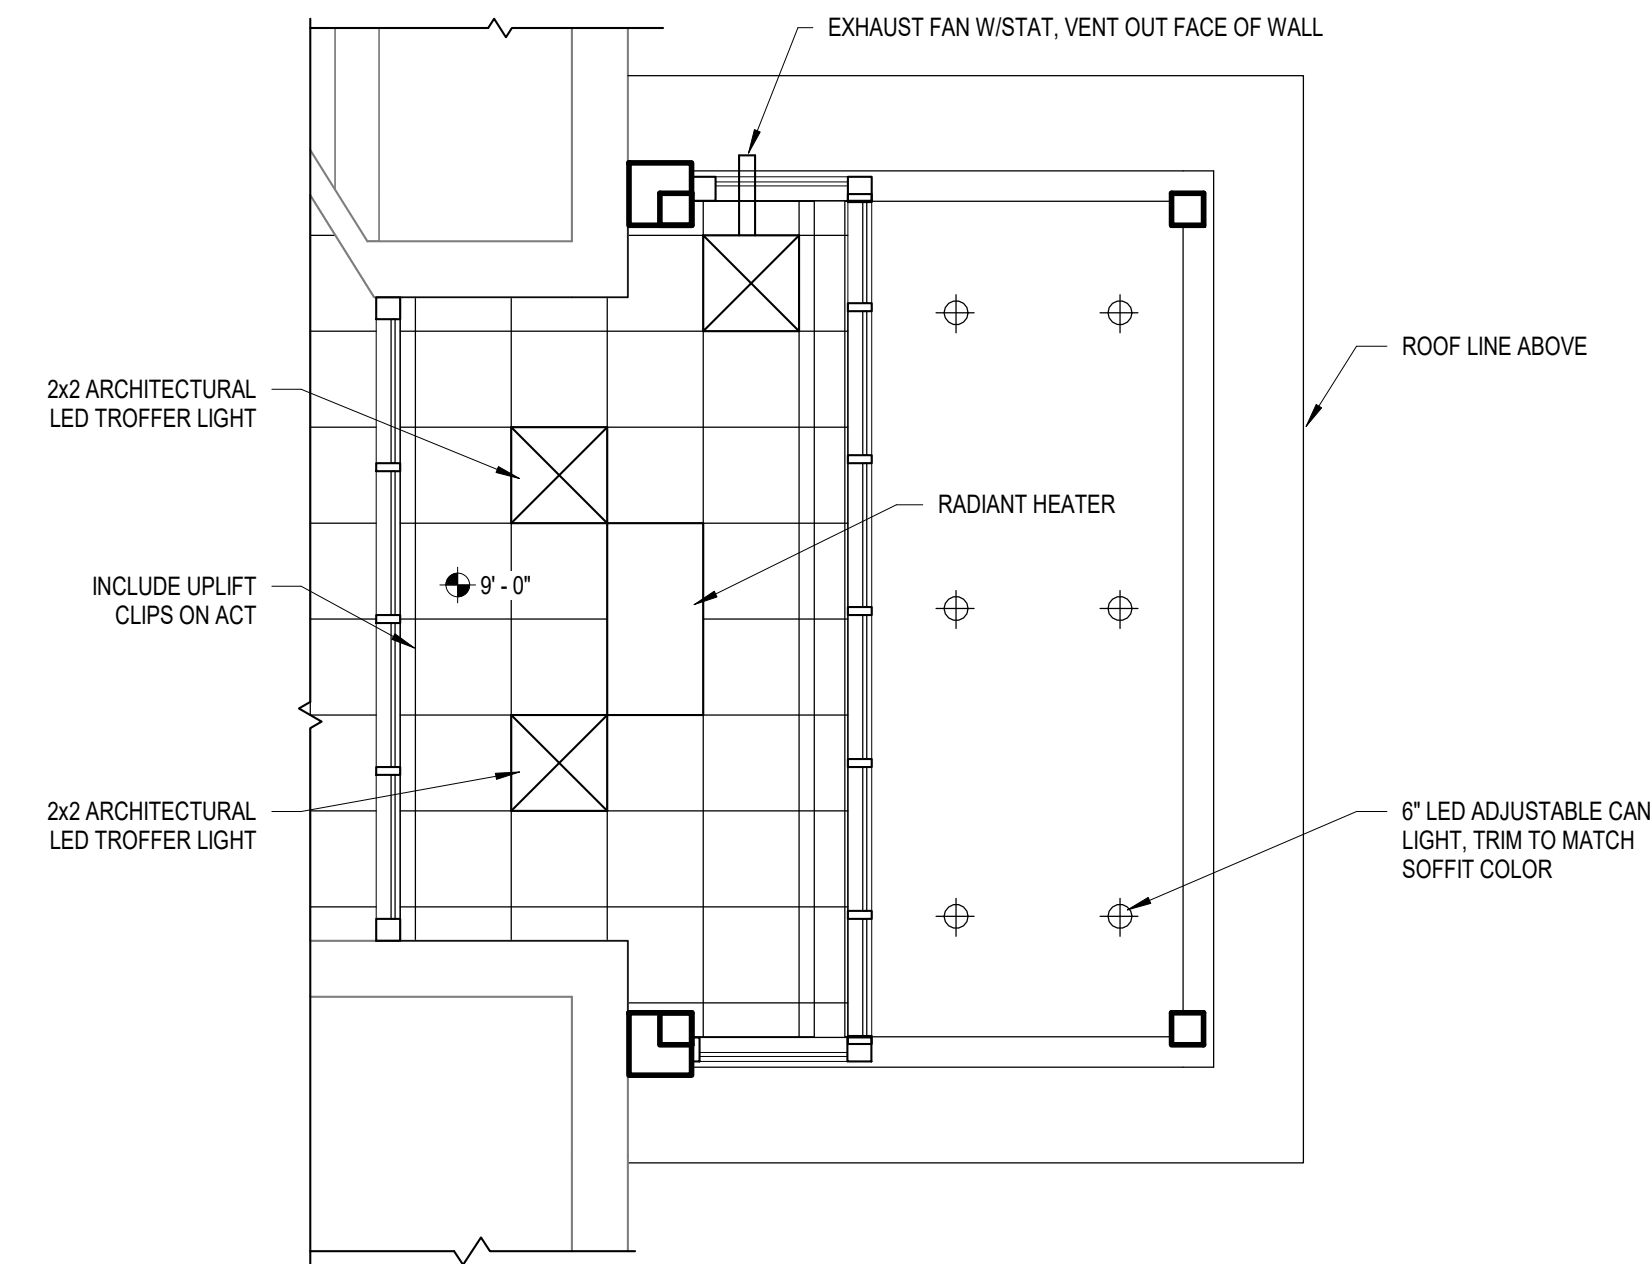 EXHAUST FAN W/STAT, VENT OUT FACE OF WALL
ROOF LINE ABOVE
2x2 ARCHITECTURAL
LED TROFFER LIGHT
RADIANT HEATER
INCLUDE UPLIFT
CLIPS ON ACT
9' - 0"
2x2 ARCHITECTURAL
LED TROFFER LIGHT
6" LED ADJUSTABLE CAN
LIGHT, TRIM TO MATCH
SOFFIT COLOR